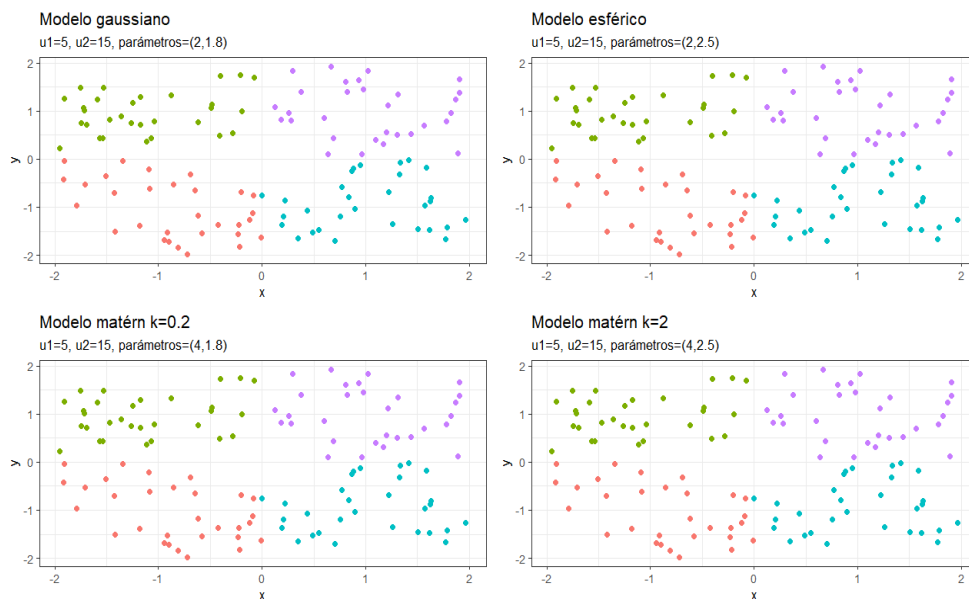 Modelo gaussiano
u1=5, u2=15, parámetros=(2,1.8)
2
1
0
-1
-2
y
-2
-1
0
1
2
x
Modelo esférico
u1=5, u2=15, parámetros=(2,2.5)
2
1
0
-1
-2
y
-2
-1
0
1
2
x
Modelo matérn k=0.2
u1=5, u2=15, parámetros=(4,1.8)
2
1
0
-1
-2
y
-2
-1
0
1
2
x
Modelo matérn k=2
u1=5, u2=15, parámetros=(4,2.5)
2
1
0
-1
-2
y
-2
-1
0
1
2
x